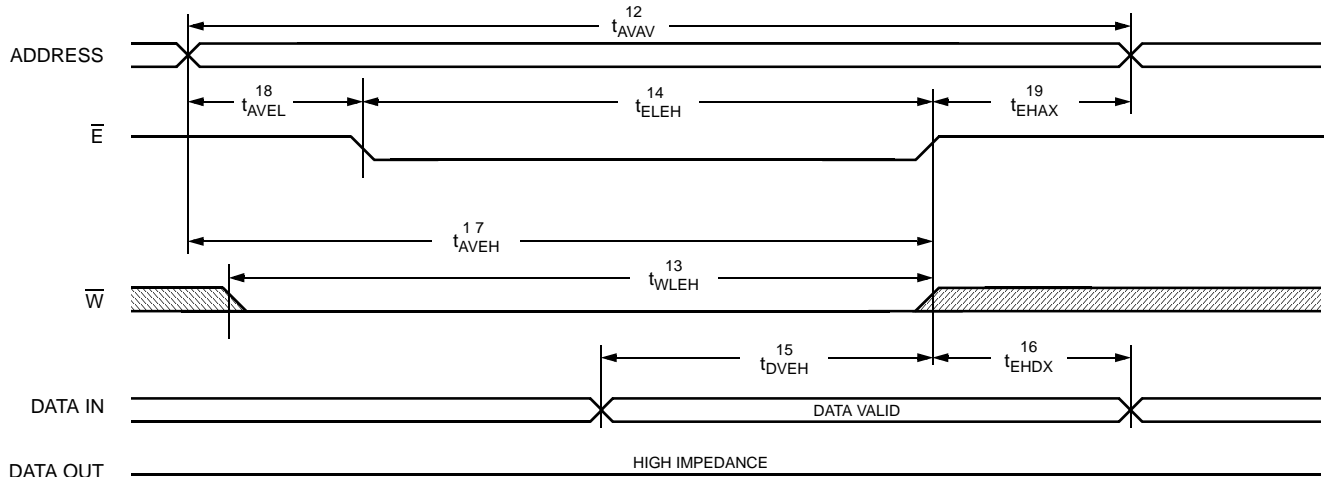 12
tAVAV
ADDRESS
18
tAVEL
14
tELEH
19
tEHAX
E
1 7
tAVEH
13
tWLEH
W
15
tDVEH
16
tEHDX
DATA IN
DATA VALID
HIGH IMPEDANCE
DATA OUT